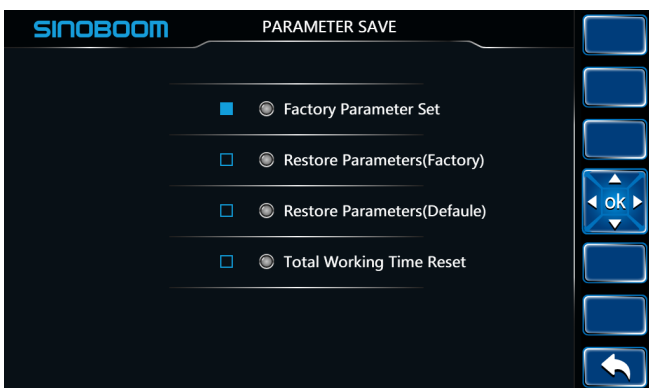 SINOBOOM
PARAMETER SAVE
Factory Parameter Set
Restore Parameters(Factory)
Restore Parameters(Defaule)
Total Working Time Reset
ok